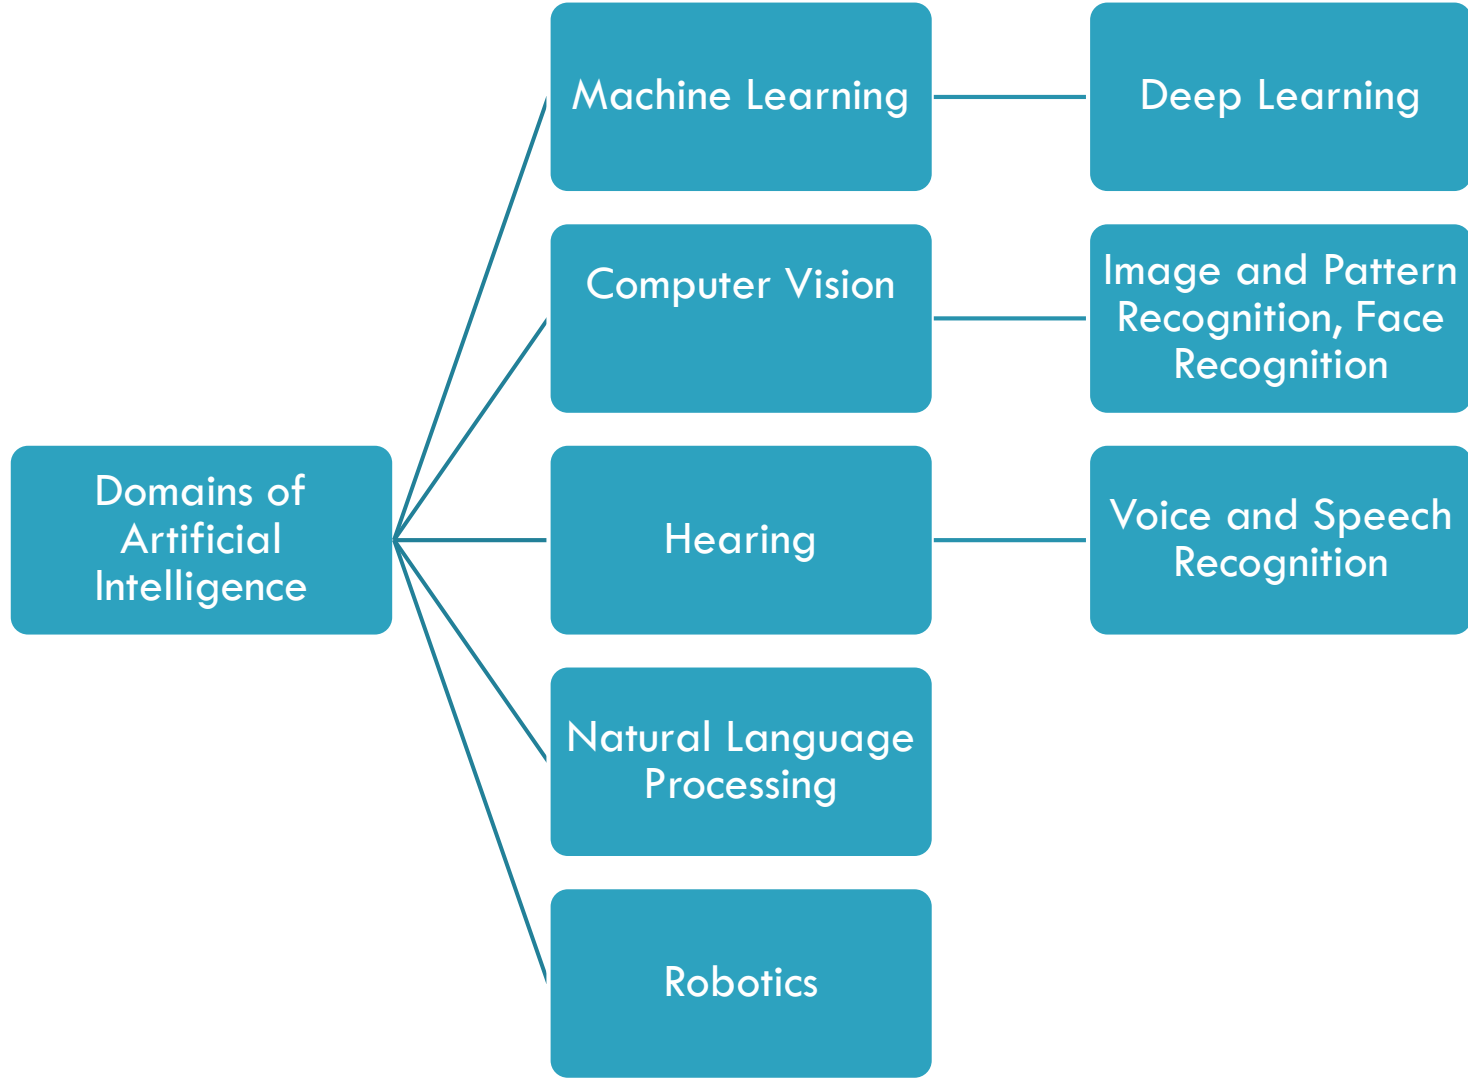 Domains of
Artificial
Intelligence
Machine Learning
Deep Learning
Computer Vision
Image and Pattern
Recognition, Face
Recognition
Hearing
Voice and Speech
Recognition
Natural Language
Processing
Robotics